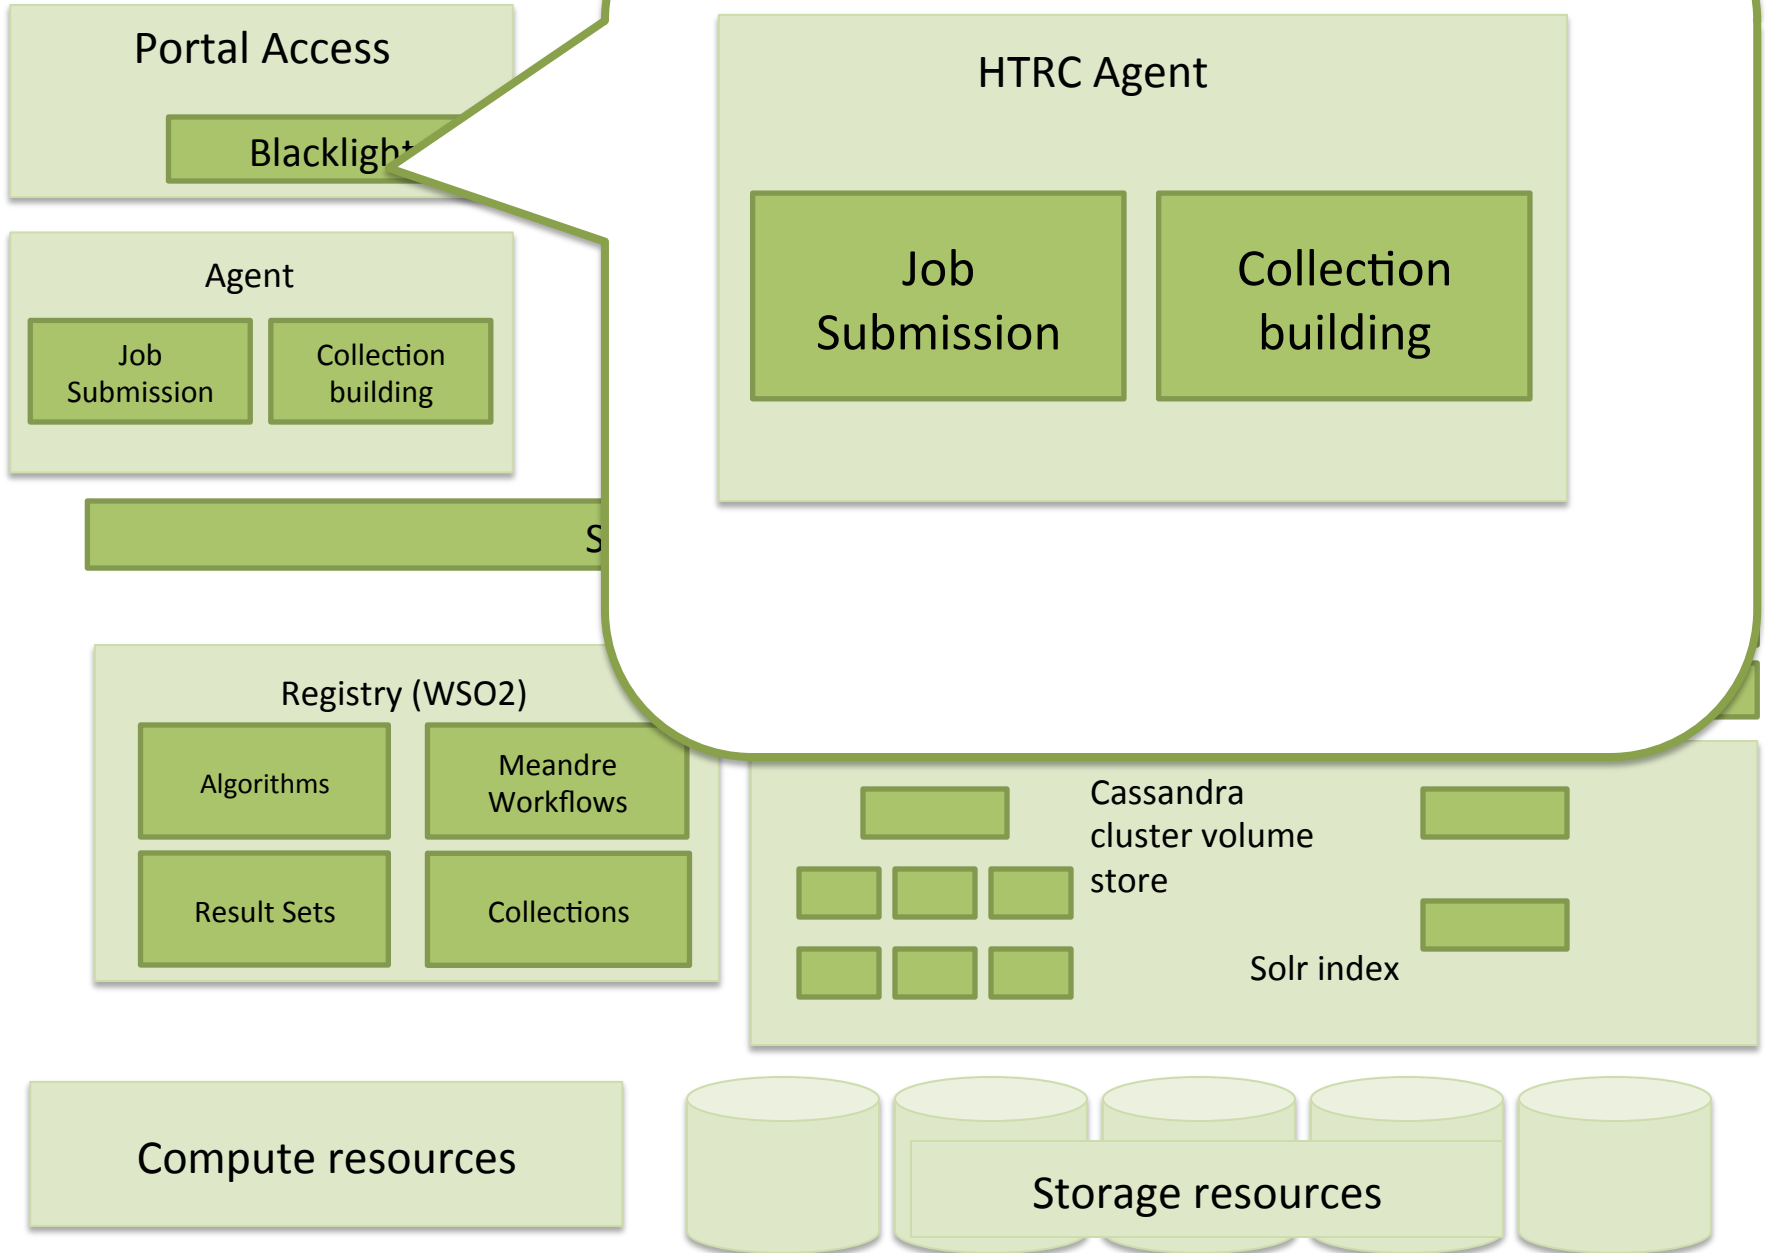 Portal Access
Blacklight
HTRC Agent
Job
Submission
Collection
building
Agent
Job
Submission
Collection
building
S
Registry (WSO2)
Algorithms
Meandre
Workflows
Result Sets
Collections
Cassandra
cluster volume
store
Solr index
Compute resources
Storage resources